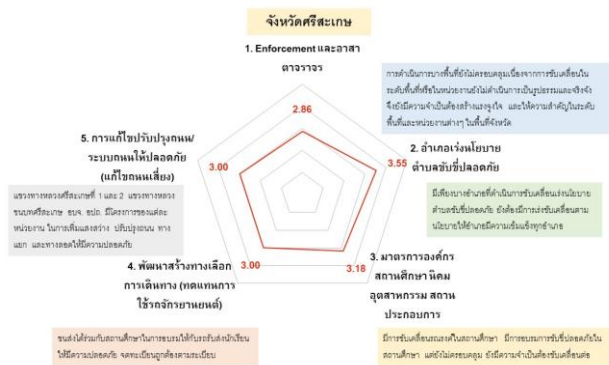 จังหวัดศรีสะเกษ
1. Enforcement และอาสา
ตาจราจร
2.86
การดำเนินการบางพื้นที่ยังไม่ครอบคลุมเนื่องจากการขับเคลื่อนใน
ระดับพื้นที่หรือในหน่วยงานยังไม่ดำเนินการเป็นรูปธรรมและจริงจัง
จึงยังมีความจำเป็นต้องสร้างแรงจูงใจ และให้ความสำคัญในระดับ
พื้นที่และหน่วยงานต่างๆ ในพื้นที่จังหวัด
2. อำเภอเร่งนโยบาย
ตำบลขับขี่ปลอดภัย
3.55
มีเพียงบางอำเภอที่ดำเนินการขับเคลื่อนเร่งนโยบาย
ตำบลขับขี่ปลอดภัย ยังต้องมีการเร่งขับเคลื่อนตาม
นโยบายให้อำเภอมีความเข้มแข็งทุกอำเภอ
3. มาตรการองค์กร
สถานศึกษา นิคม
อุตสาหกรรม สถาน
ประกอบการ
3.18
มีการขับเคลื่อนรณรงค์ในสถานศึกษา มีการอบรมการขับขี่ปลอดภัยใน
สถานศึกษา แต่ยังไม่ครอบคลุม ยังมีความจำเป็นต้องขับเคลื่อนต่อ
4. พัฒนาสร้างทางเลือก
การเดินทาง (ทดแทนการ
ใช้รถจักรยานยนต์)
3.00
ขนส่งได้ร่วมกับสถานศึกษาในการอบรมให้กับรถรับส่งนักเรียน
ให้มีความปลอดภัย จดทะเบียนถูกต้องตามระเบียบ
5. การแก้ไขปรับปรุงถนน/
ระบบถนนให้ปลอดภัย
(แก้ไขถนนเสี่ยง)
3.00
แขวงทางหลวงศรีสะเกษที่ 1 และ 2 แขวงทางหลวง
ชนบทศรีสะเกษ อบจ. อปถ. มีโครงการของแต่ละ
หน่วยงาน ในการเพิ่มแสงสว่าง ปรับปรุงถนน ทาง
แยก และทางลอดให้มีความปลอดภัย